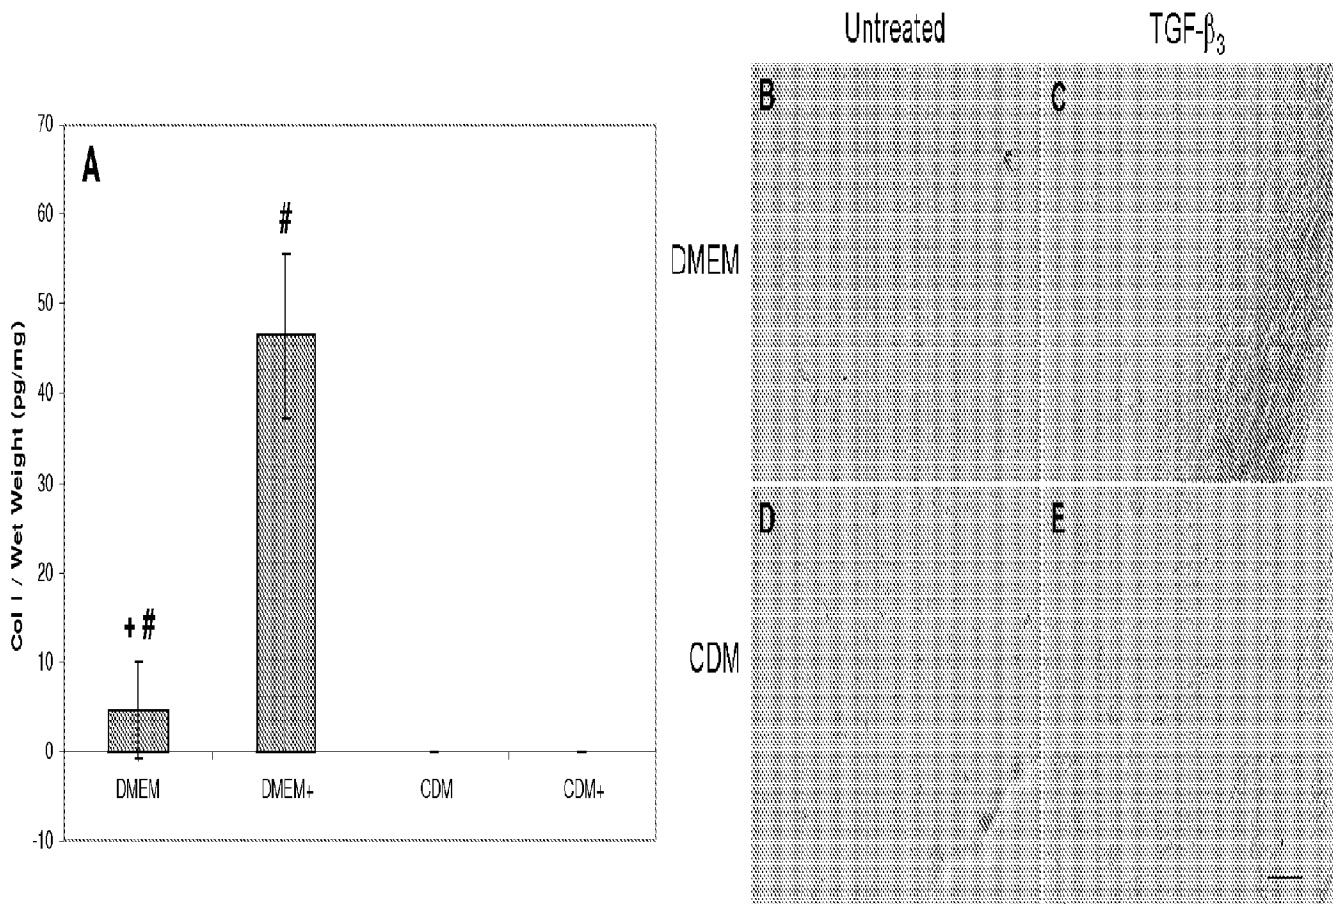 Untreated TGF-β3
A
70
60
50
40
30
20
10
0
-10
Col I / Wet Weight (pg/mg)
+ #
#
DMEM DMEM+ CDM CDM+
DMEM
CDM
B
C
D
E